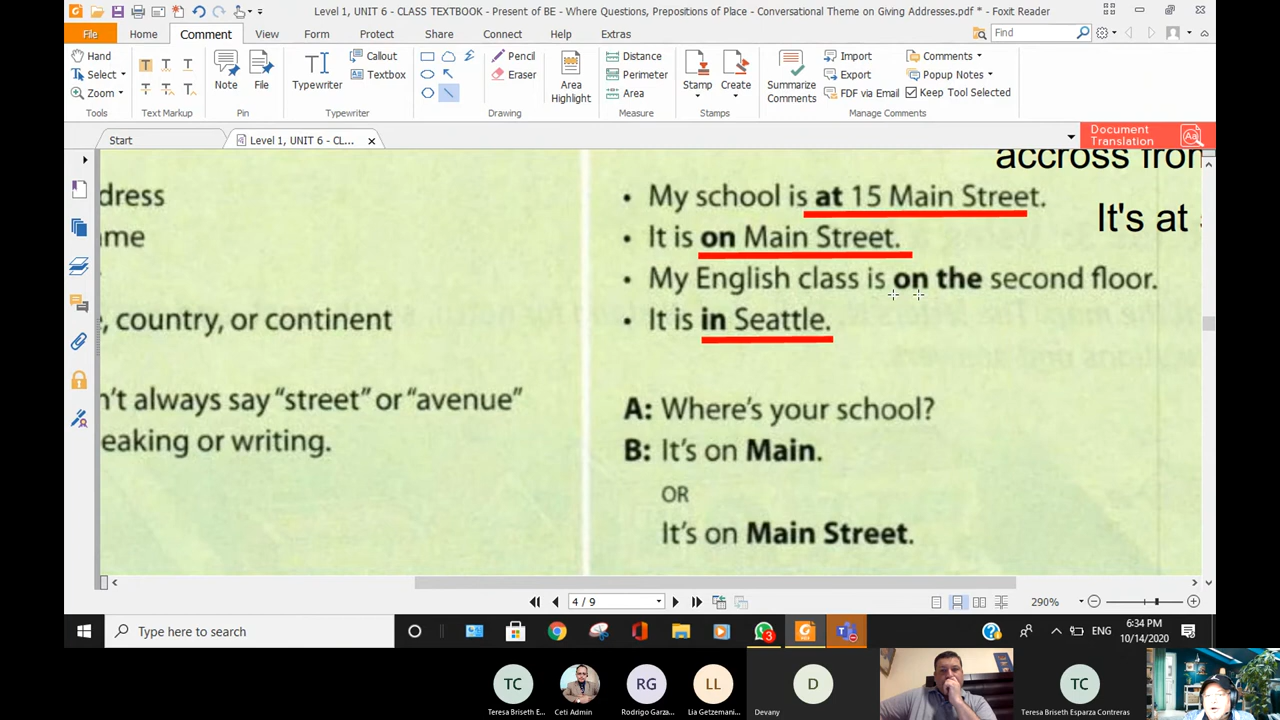 Level 1, UNIT 6 - CLASS TEXTBOOK - Present of BE - Where Questions, Prepositions of Place - Conversational Theme on Giving Addresses.pdf * - Foxit Reader
File Home Comment View Form Protect Share Connect Help Extras
Find
Hand
Select
Zoom
Tools
Text Markup
Note
File
Pin
Typewriter
Callout
Textbox
Typewriter
Pencil
Eraser
Drawing
Area
Highlight
Distance
Perimeter
Area
Measure
Stamp
Create
Stamps
Summarize
Comments
Import
Export
FDF via Email
Comments
Popup Notes
Keep Tool Selected
Manage Comments
Start
Level 1, UNIT 6 - CL...
Document
Translation
accross from
It's at
dress
me
, country, or continent
't always say “street” or “avenue”
eaking or writing.
• My school is at 15 Main Street.
• It is on Main Street.
• My English class is on the second floor.
• It is in Seattle.
A: Where's your school?
B: It's on Main.
OR
It's on Main Street.
4 / 9
290%
Type here to search
3
ENG
6:34 PM
10/14/2020
TC
RG
LL
D
TC
Teresa Briseth E...
Ceti Admin
Rodrigo Garza...
Lia Getzemani...
Devany
Teresa Briseth Esparza Contreras